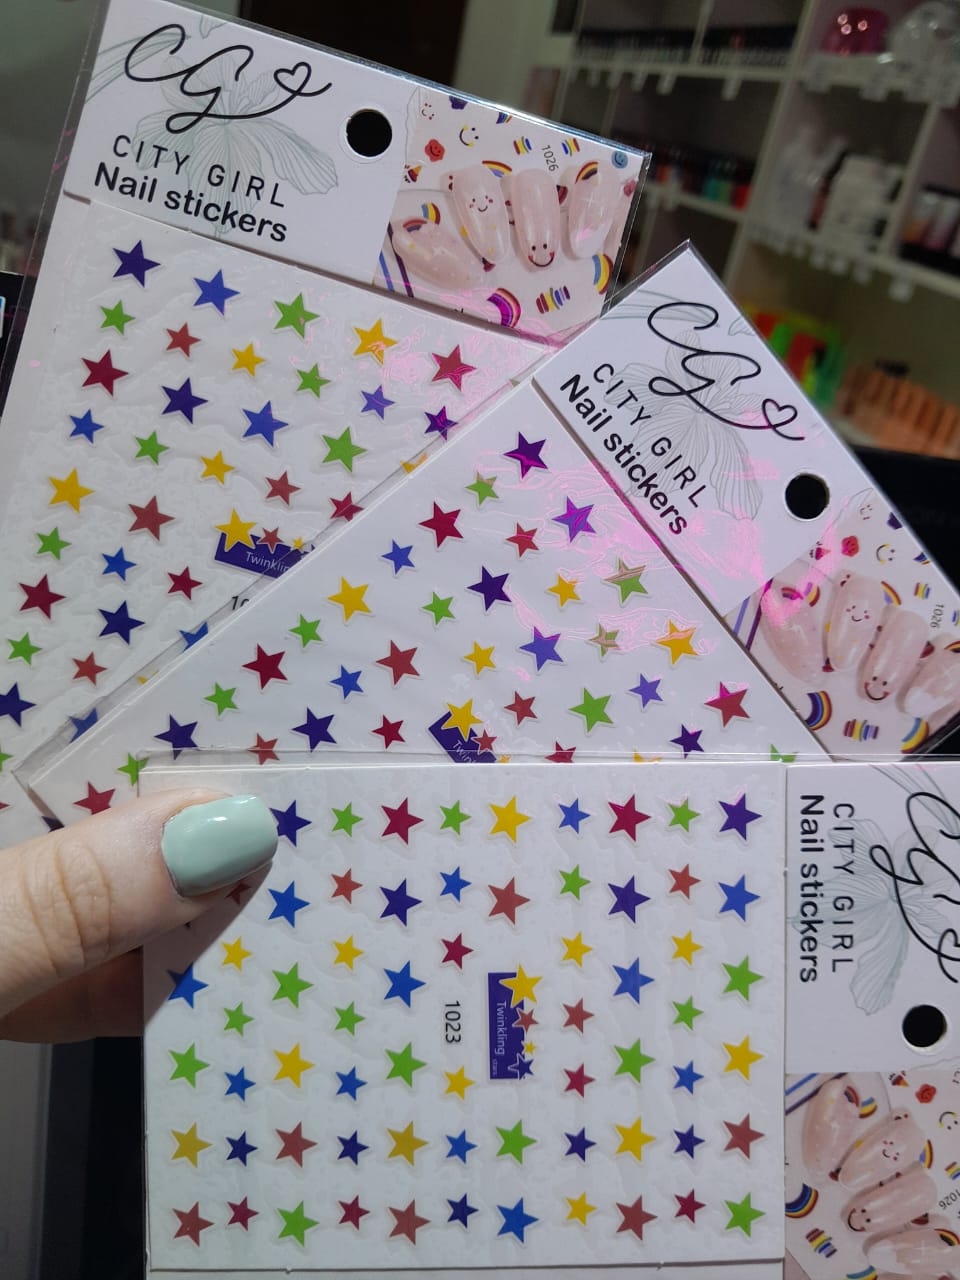 CG
CITY GIRL
Nail stickers
1026
Twinkling
CG
CITY GIRL
Nail stickers
1026
CG
CITY GIRL
Nail stickers
1023
Twinkling
stars
1026